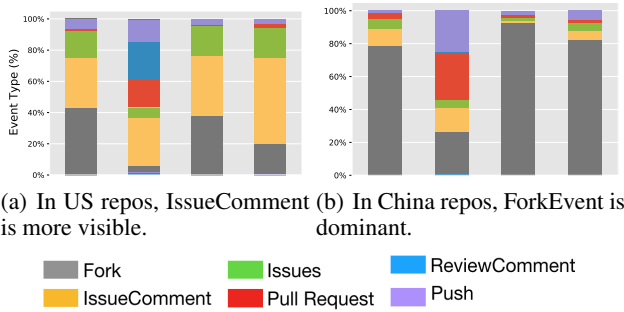 100%
80%
60%
40%
20%
0%
Event Type (%)
100%
80%
60%
40%
20%
0%
(a) In US repos, IssueComment is more visible.
(b) In China repos, ForkEvent is dominant.
Fork
Issues
ReviewComment
IssueComment
Pull Request
Push